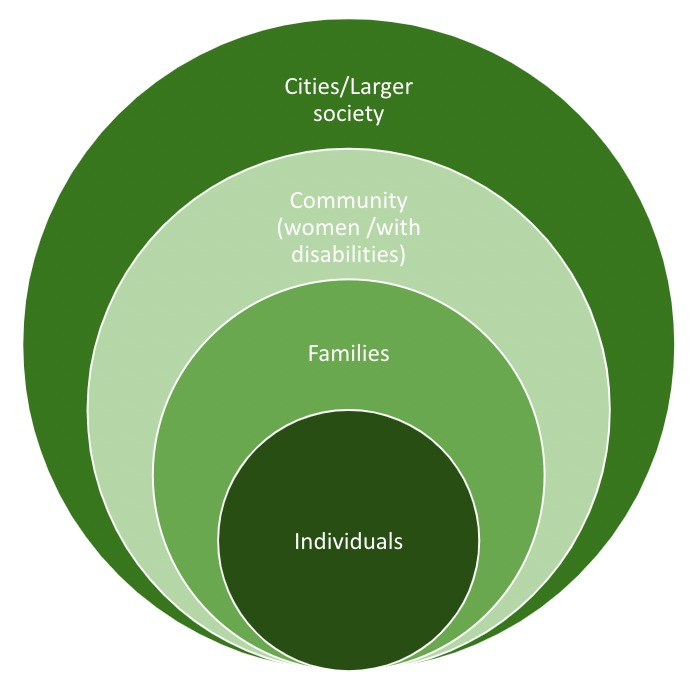 Cities/Larger
society
Community
(women /with
disabilities)
Families
Individuals